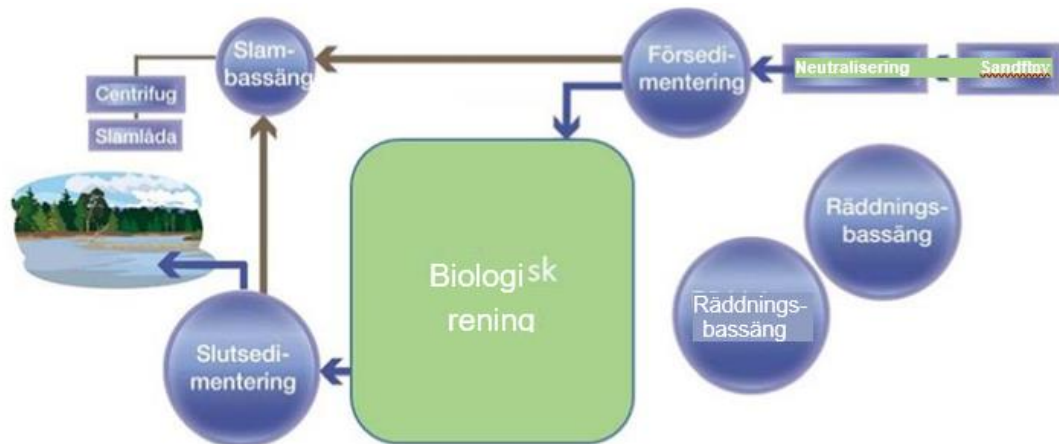 Slam-
bassäng
Försedi-
mentering
Neutralisering
Centrifug
Slamlåda
Räddnings-
bassäng
Räddnings-
bassäng
Biologisk
rening
Slutsedi-
mentering